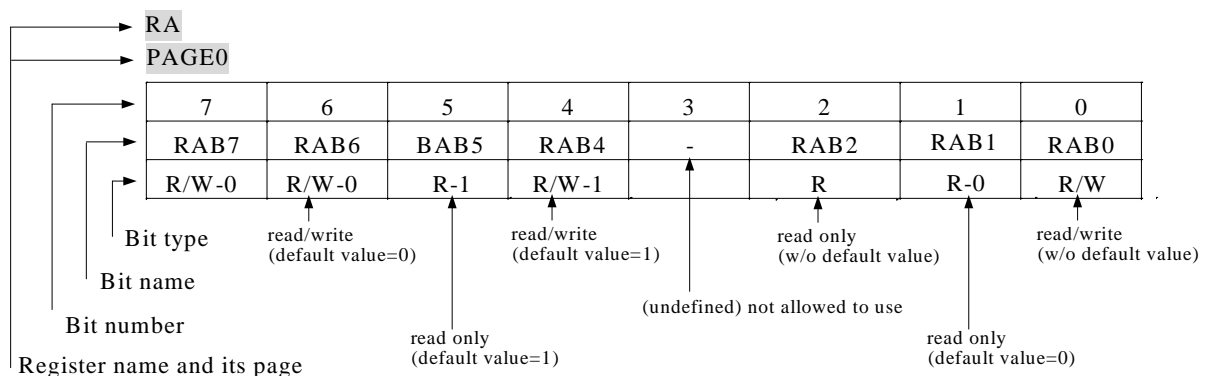 RA
PAGE0
7 6 5 4 3 2 1 0
RAB7 RAB6 BAB5 RAB4 - RAB2 RAB1 RAB0
R/W-0 R/W-0 R-1 R/W-1 R R-0 R/W
Bit type
read/write
(default value=0)
read/write
(default value=1)
read only
(w/o default value)
read/write
(w/o default value)
Bit name
(undefined) not allowed to use
Bit number
read only
(default value=1)
read only
(default value=0)
Register name and its page